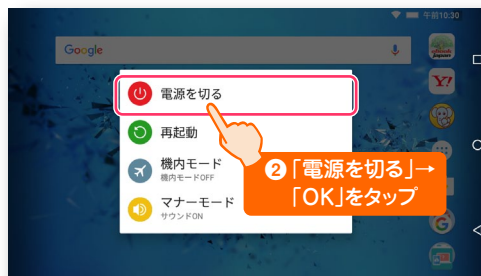 午前10:30
Google
Y!
電源を切る
再起動
機内モード
機内モードOFF
マナーモード
サウンドON
❷「電源を切る」→
「OK」をタップ
G